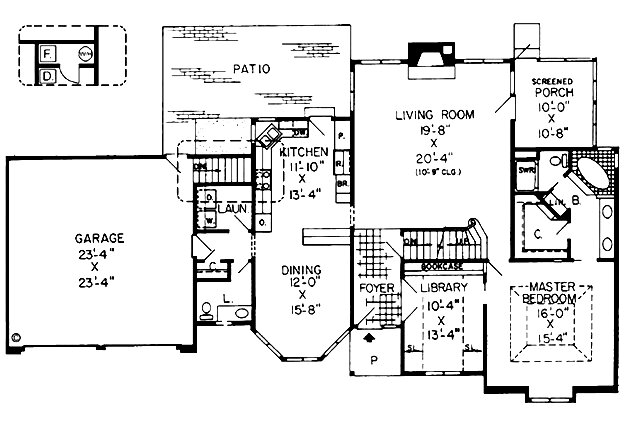 F.
D.
WH
PATIO
LIVING ROOM
19'-8"
X
20'-4"
(10'-9" CLG.)
SCREENED
PORCH
10'-0"
X
10'-8"
DW.
P.
KITCHEN
11'-10"
X
13'-4"
R.
BR.
O.
DN.
D.
LAUN.
W.
GARAGE
23'-4"
X
23'-4"
C.
L.
DINING
12'-0"
X
15'-8"
SWR.
LIN.
B.
C.
DN.
UP.
BOOKCASE
FOYER
LIBRARY
10'-4"
X
13'-4"
SL.
SL.
MASTER
BEDROOM
16'-0"
X
15'-4"
P
©